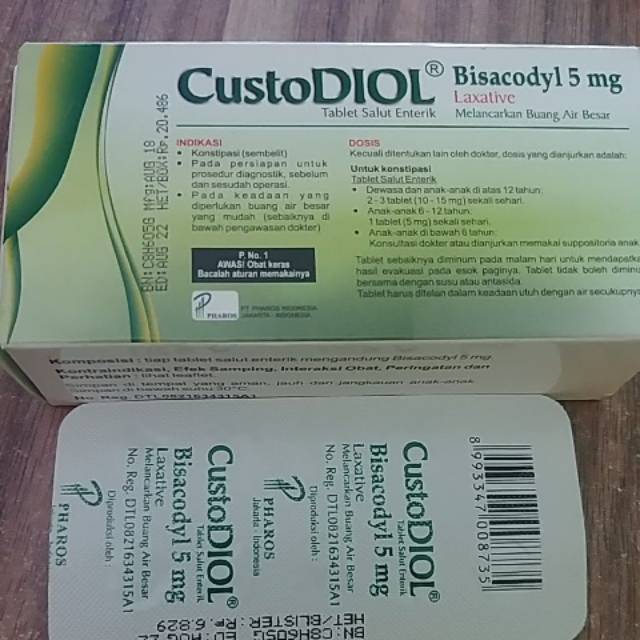 CustoDIOL®
Tablet Salut Enterik
Bisacodyl 5 mg
Laxative
Melancarkan Buang Air Besar
BN:C8H605G Mfg:AUG 18
ED:AUG 22 HET/BOX:Rp.20.486
INDIKASI
• Konstipasi (sembelit)
• Pada persiapan untuk
prosedur diagnostik, sebelum
dan sesudah operasi.
• Pada keadaan yang
diperlukan buang air besar
yang mudah (sebaiknya di
bawah pengawasan dokter)
P. No. 1
AWAS! Obat keras
Bacalah aturan memakainya
PHAROS
PT PHAROS INDONESIA
JAKARTA - INDONESIA
DOSIS
Kecuali ditentukan lain oleh dokter, dosis yang dianjurkan adalah:
Untuk konstipasi
Tablet Salut Enterik
• Dewasa dan anak-anak di atas 12 tahun:
2 - 3 tablet (10 - 15 mg) sekali sehari.
• Anak-anak 6 - 12 tahun:
1 tablet (5 mg) sekali sehari.
• Anak-anak di bawah 6 tahun:
Konsultasi dokter atau dianjurkan memakai suppositoria anak
Tablet sebaiknya diminum pada malam hari untuk mendapatka
hasil evakuasi pada esok paginya. Tablet tidak boleh diminu
bersama dengan susu atau antasida.
Tablet harus ditelan dalam keadaan utuh dengan air secukupnya
Komposisi : tiap tablet salut enterik mengandung Bisacodyl 5 mg.
Kontraindikasi, Efek Samping, Interaksi Obat, Peringatan dan
Perhatian : lihat leaflet.
Simpan di tempat yang aman, jauh dari jangkauan anak-anak
Simpan di bawah suhu 30°C.
No. Reg. DTL0821634315A1
CustoDIOL®
Tablet Salut Enterik
Bisacodyl 5 mg
Laxative
Melancarkan Buang Air Besar
No. Reg. DTL0821634315A1
Diproduksi oleh :
PHAROS
Jakarta - Indonesia
CustoDIOL®
Tablet Salut Enterik
Bisacodyl 5 mg
Laxative
Melancarkan Buang Air Besar
No. Reg. DTL0821634315A1
Diproduksi oleh :
PHAROS
8993347008735
BN:C8H605G
ED:AUG 22
HET/BLISTER:
Rp. 6.829